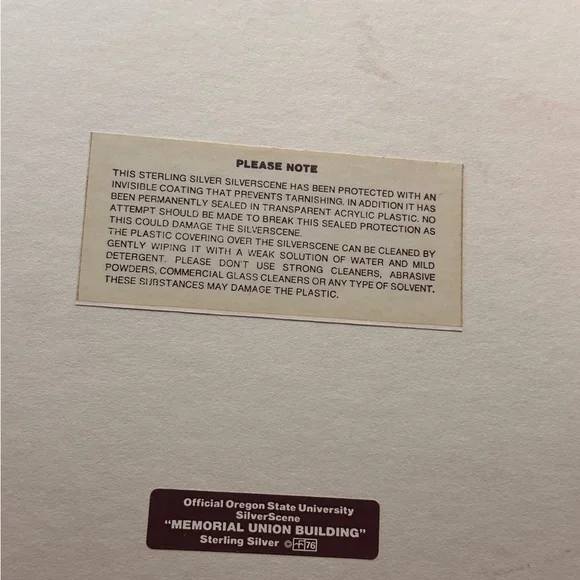 PLEASE NOTE
THIS STERLING SILVER SILVERSCENE HAS BEEN PROTECTED WITH AN
INVISIBLE COATING THAT PREVENTS TARNISHING. IN ADDITION IT HAS
BEEN PERMANENTLY SEALED IN TRANSPARENT ACRYLIC PLASTIC. NO
ATTEMPT SHOULD BE MADE TO BREAK THIS SEALED PROTECTION AS
THIS COULD DAMAGE THE SILVERSCENE.
THE PLASTIC COVERING OVER THE SILVERSCENE CAN BE CLEANED BY
GENTLY WIPING IT WITH A WEAK SOLUTION OF WATER AND MILD
DETERGENT. PLEASE DON'T USE STRONG CLEANERS, ABRASIVE
POWDERS, COMMERCIAL GLASS CLEANERS OR ANY TYPE OF SOLVENT.
THESE SUBSTANCES MAY DAMAGE THE PLASTIC.
Official Oregon State University
SilverScene
"MEMORIAL UNION BUILDING"
Sterling Silver © 76